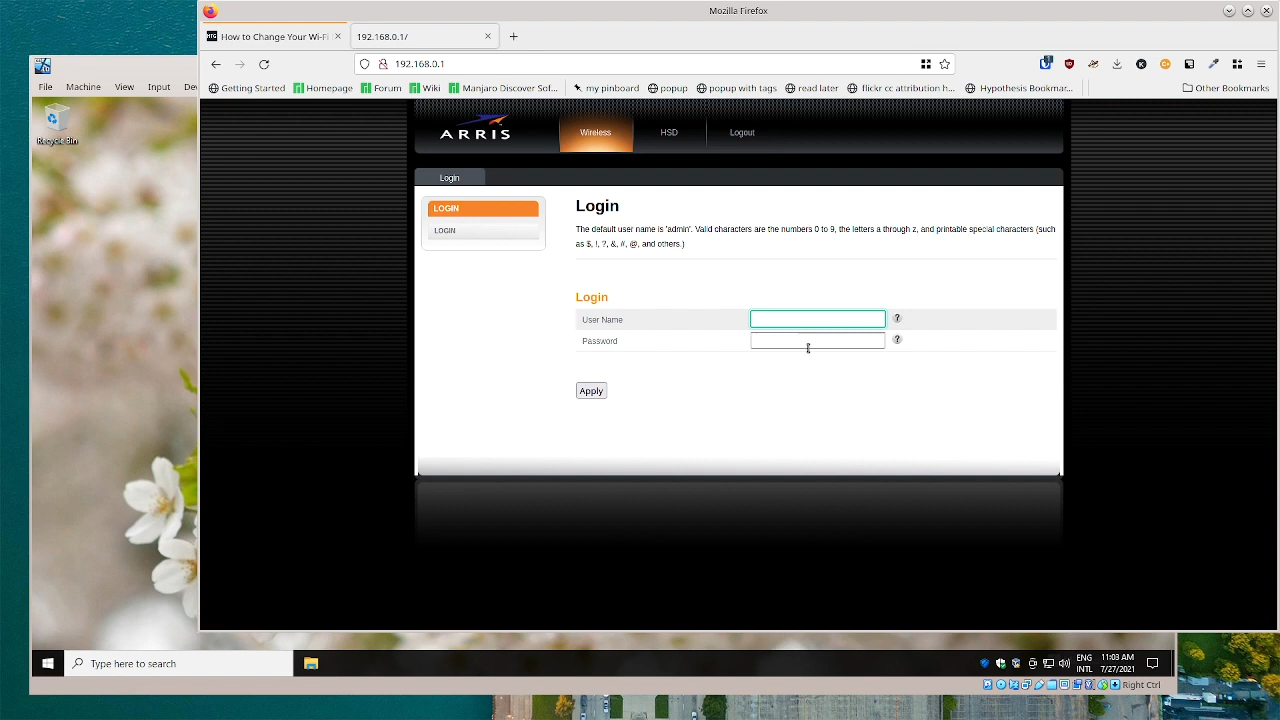 Mozilla Firefox
How to Change Your Wi-Fi
192.168.0.1/
192.168.0.1
Getting Started
Homepage
Forum
Wiki
Manjaro Discover Sol...
my pinboard
popup
popup with tags
read later
flickr cc attribution h...
Hypothesis Bookmar...
Other Bookmarks
File
Machine
View
Input
De
Recycle Bin
ARRIS
Wireless
HSD
Logout
Login
LOGIN
LOGIN
Login
The default user name is 'admin'. Valid characters are the numbers 0 to 9, the letters a through z, and printable special characters (such
as $, !, ?, &, #, @, and others.)
Login
User Name
?
Password
?
Apply
Type here to search
ENG
INTL
11:03 AM
7/27/2021
Right Ctrl